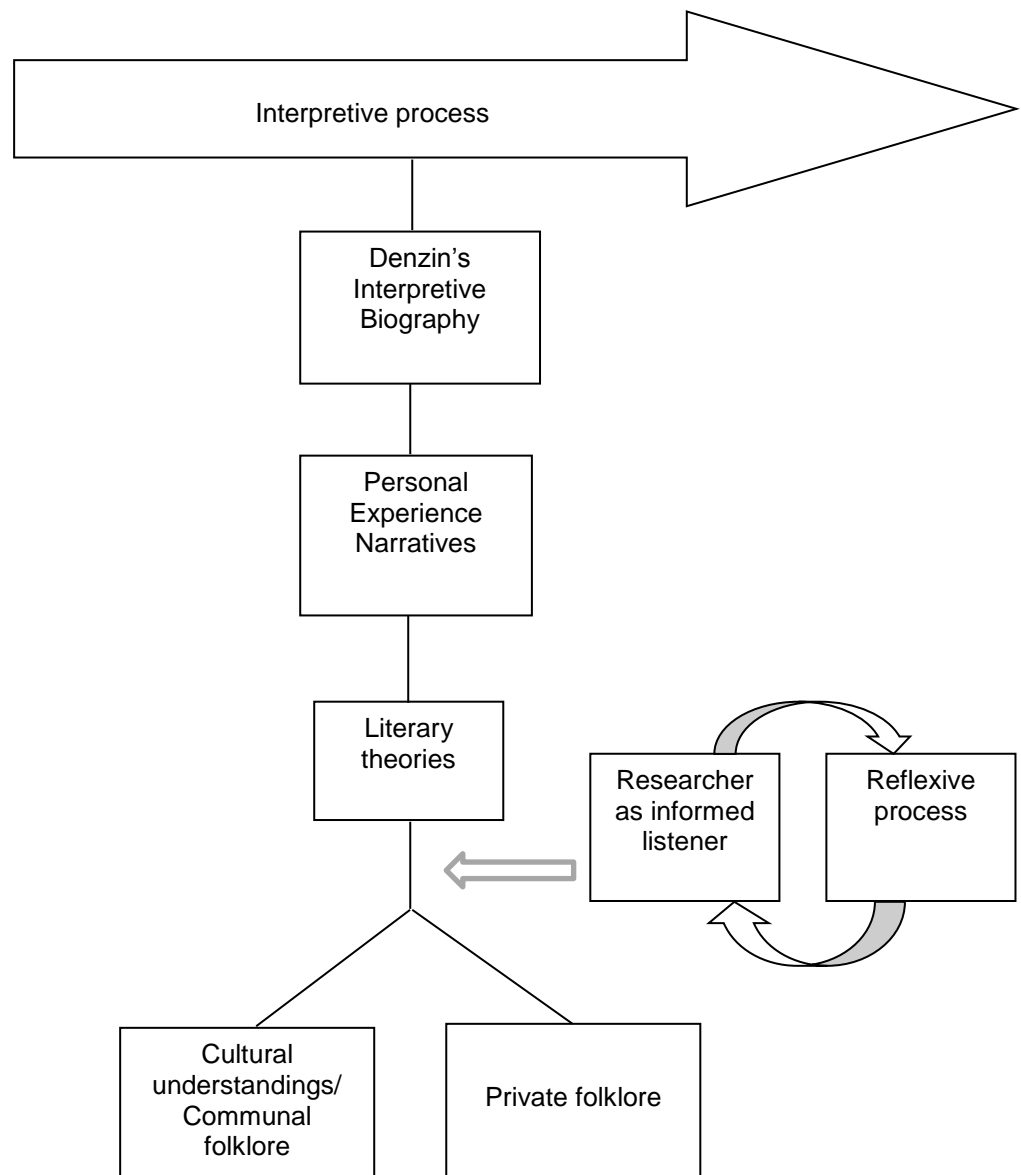 Interpretive process
Denzin’s
Interpretive
Biography
Personal
Experience
Narratives
Literary
theories
Researcher
as informed
listener
Reflexive
process
Cultural
understandings/
Communal
folklore
Private folklore